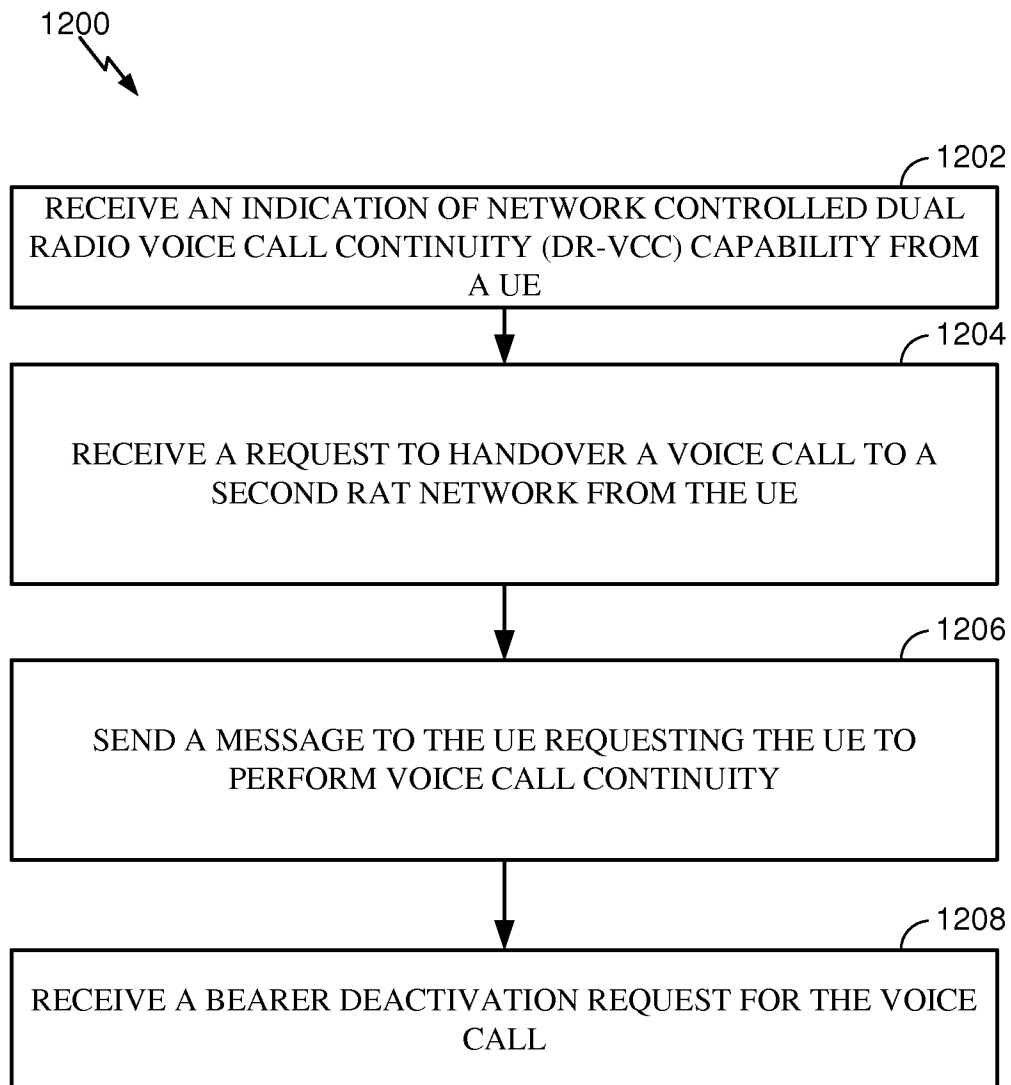 1200
1202
RECEIVE AN INDICATION OF NETWORK CONTROLLED DUAL
RADIO VOICE CALL CONTINUITY (DR-VCC) CAPABILITY FROM
A UE
1204
RECEIVE A REQUEST TO HANDOVER A VOICE CALL TO A
SECOND RAT NETWORK FROM THE UE
1206
SEND A MESSAGE TO THE UE REQUESTING THE UE TO
PERFORM VOICE CALL CONTINUITY
1208
RECEIVE A BEARER DEACTIVATION REQUEST FOR THE VOICE
CALL